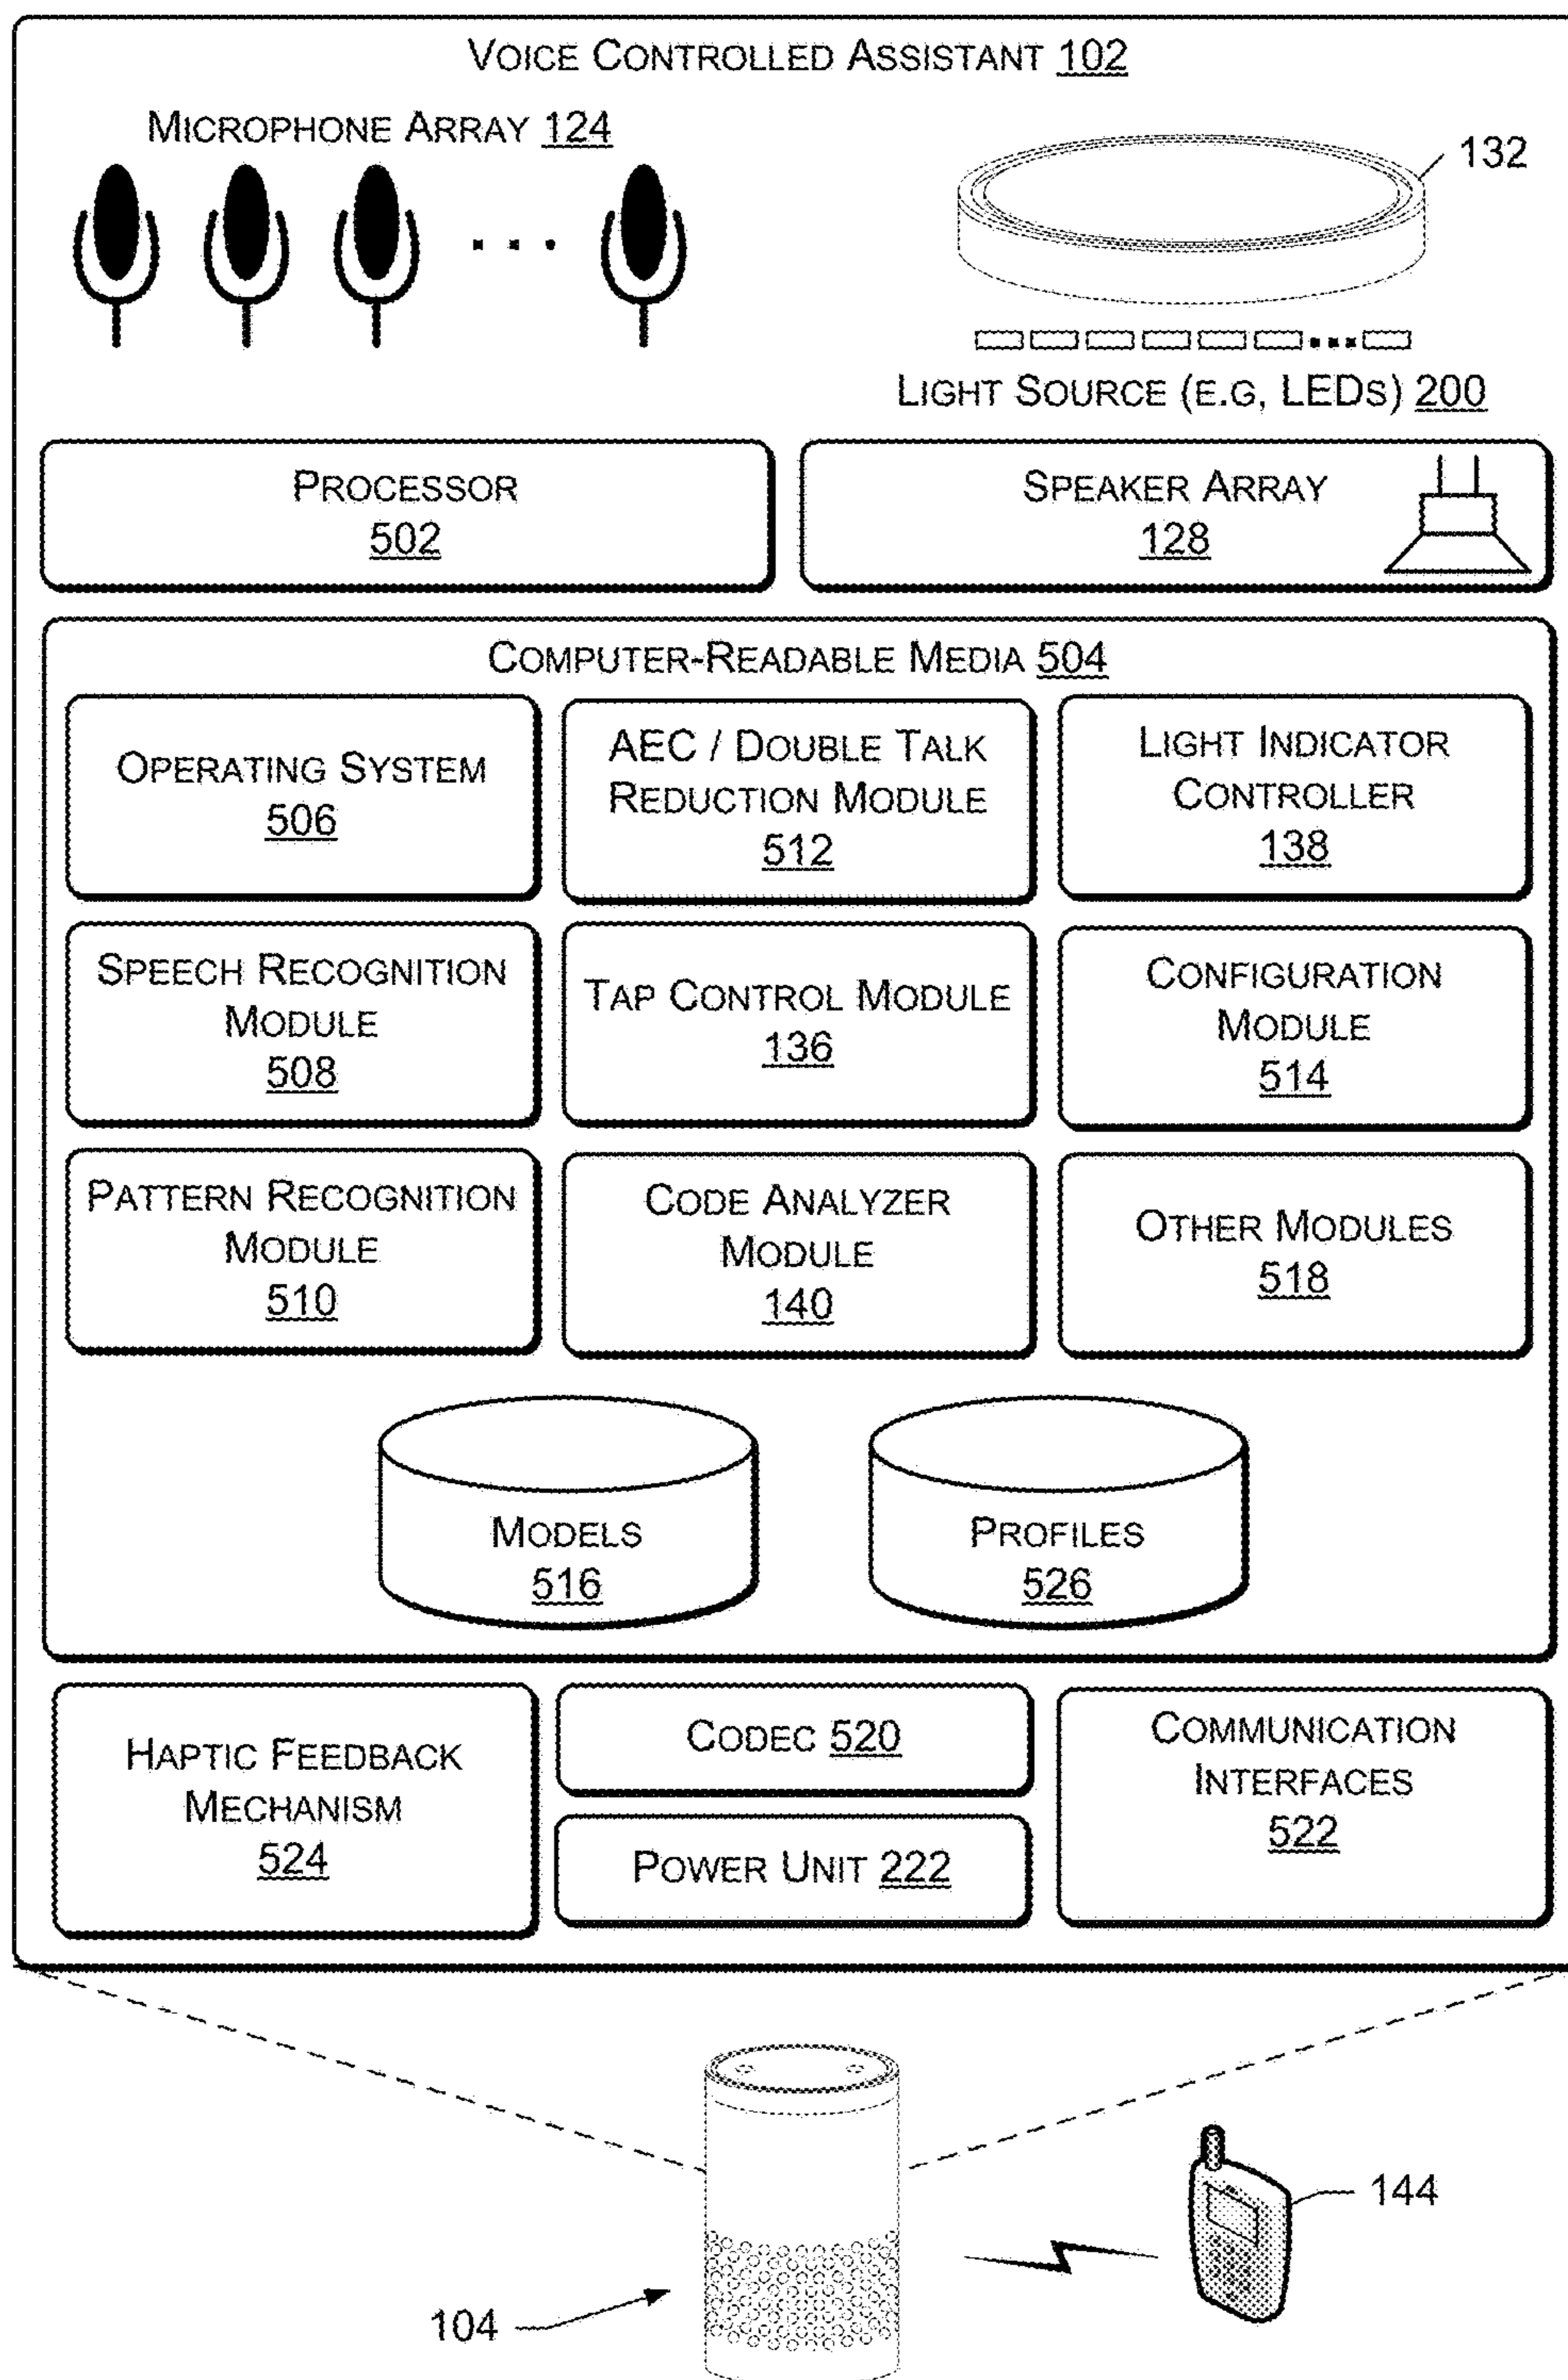 VOICE CONTROLLED ASSISTANT 102
MICROPHONE ARRAY 124
132
LIGHT SOURCE (E.G, LEDS) 200
PROCESSOR
502
SPEAKER ARRAY
128
COMPUTER-READABLE MEDIA 504
OPERATING SYSTEM
506
AEC / DOUBLE TALK
REDUCTION MODULE
512
LIGHT INDICATOR
CONTROLLER
138
SPEECH RECOGNITION
MODULE
508
TAP CONTROL MODULE
136
CONFIGURATION
MODULE
514
PATTERN RECOGNITION
MODULE
510
CODE ANALYZER
MODULE
140
OTHER MODULES
518
MODELS
516
PROFILES
526
HAPTIC FEEDBACK
MECHANISM
524
CODEC 520
POWER UNIT 222
COMMUNICATION
INTERFACES
522
144
104